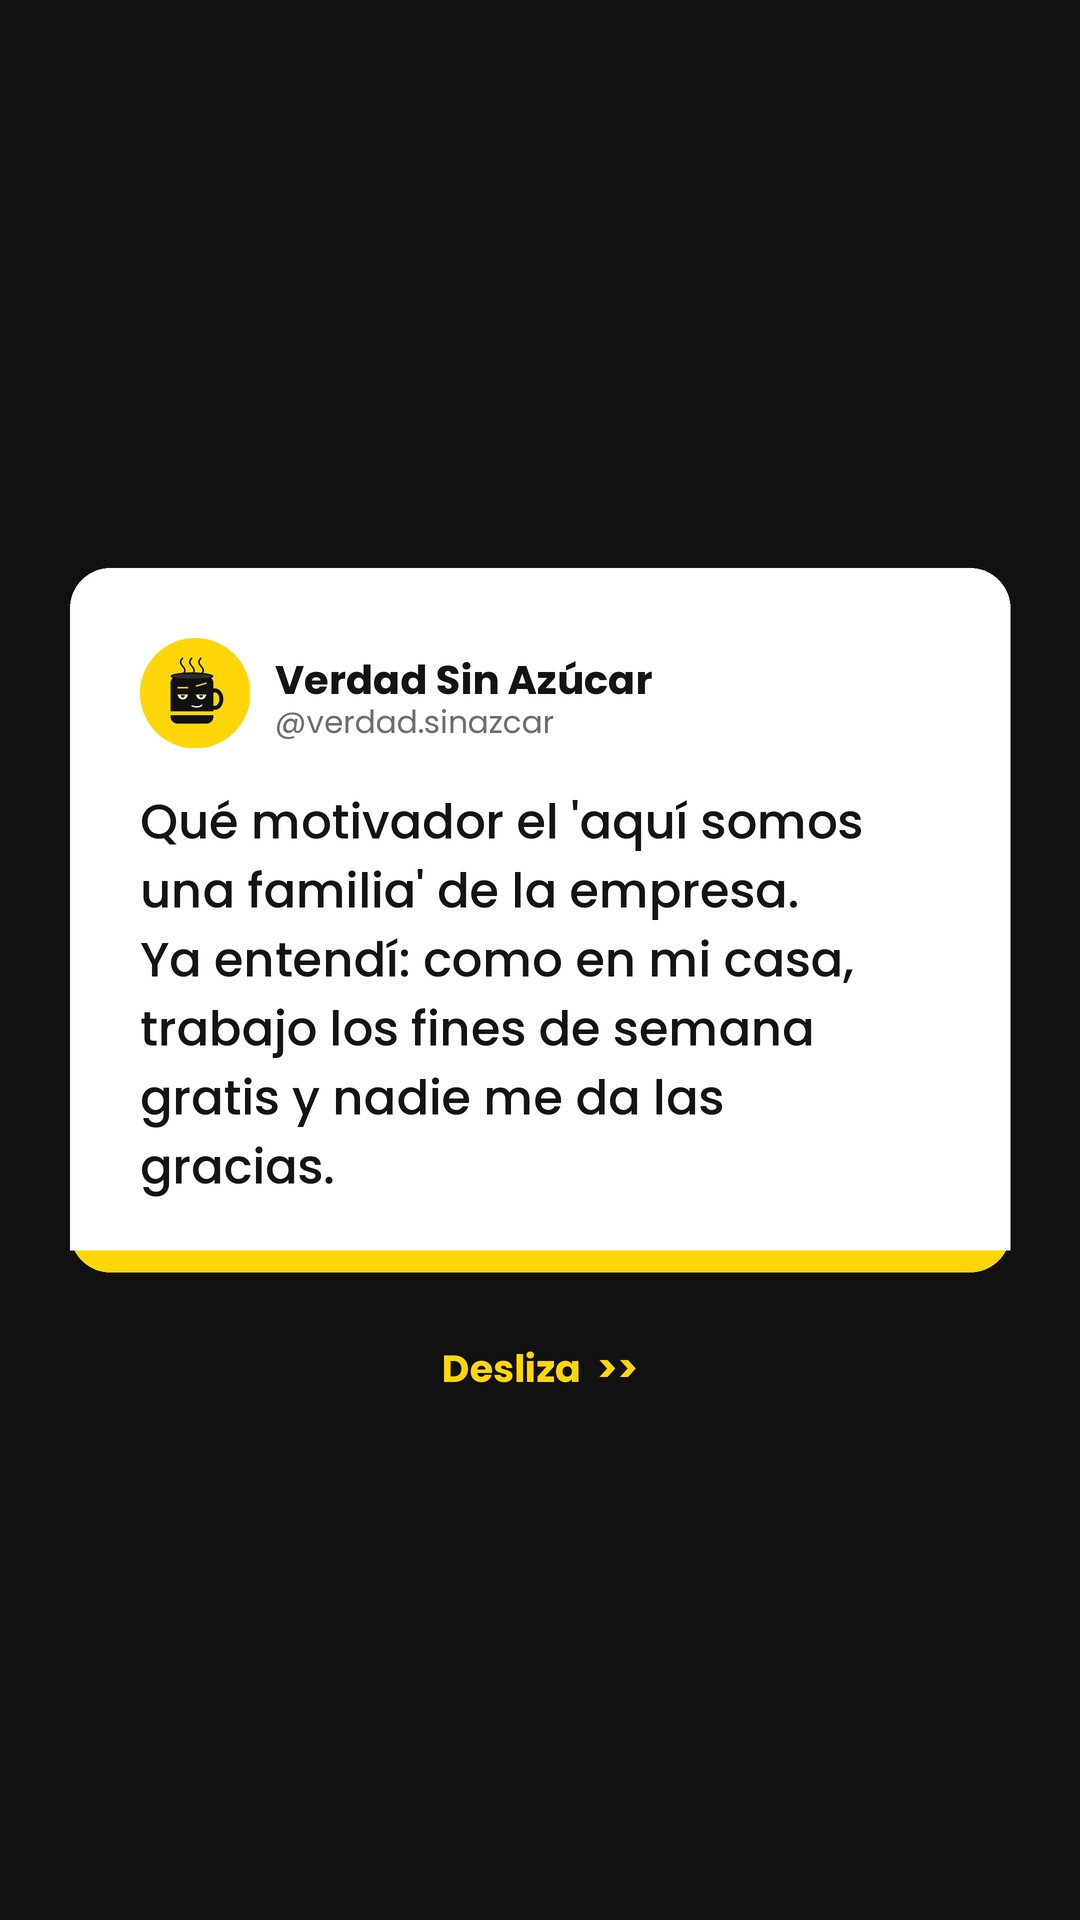 Verdad Sin Azúcar
@verdad.sinazcar
Qué motivador el 'aquí somos
una familia' de la empresa.
Ya entendí: como en mi casa,
trabajo los fines de semana
gratis y nadie me da las
gracias.
Desliza >>